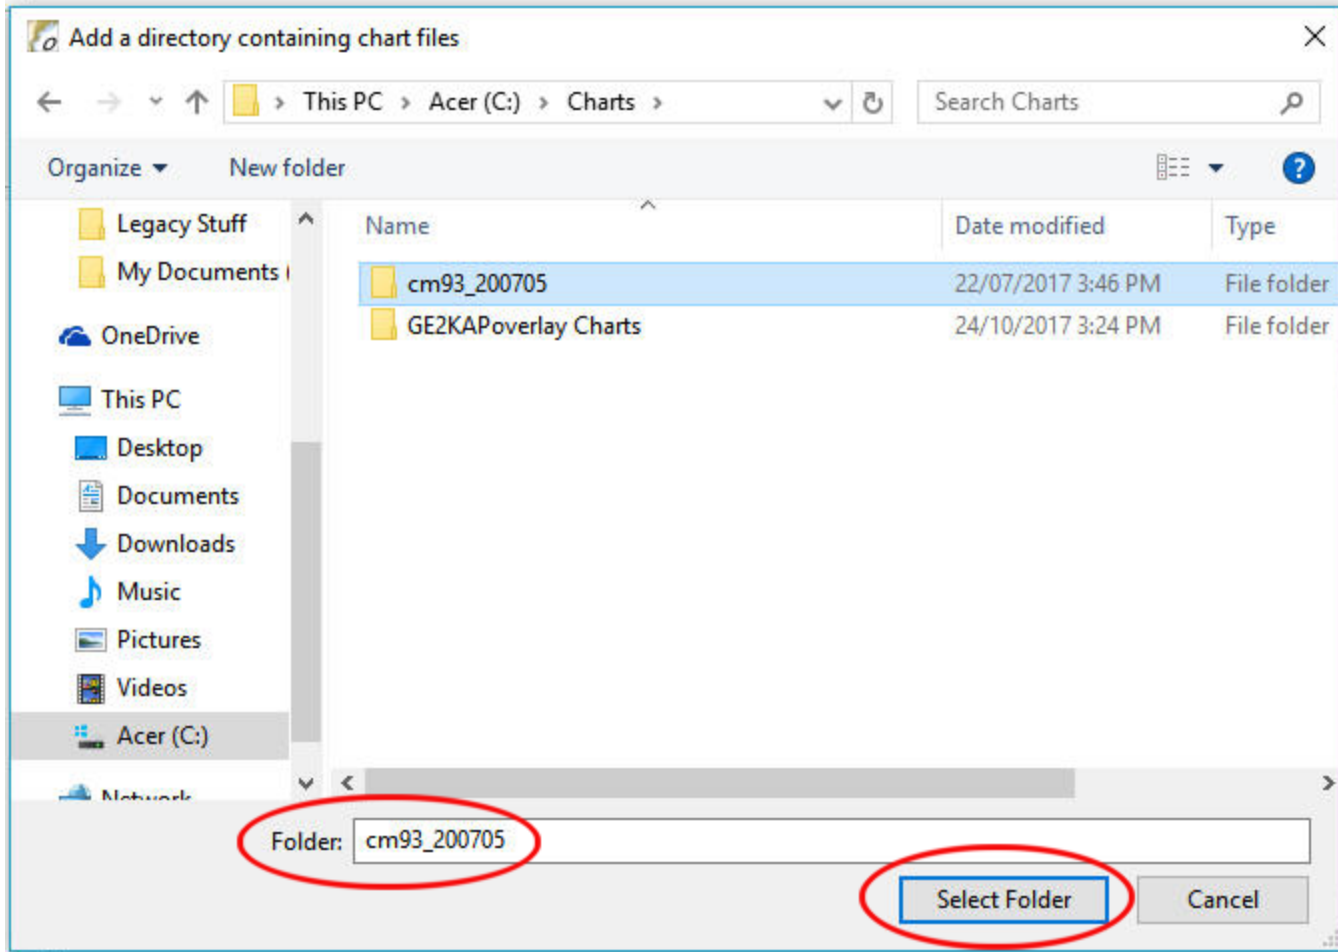 Add a directory containing chart files
This PC > Acer (C:) > Charts >
Search Charts
Organize
New folder
?
Legacy Stuff
My Documents (
OneDrive
This PC
Desktop
Documents
Downloads
Music
Pictures
Videos
Acer (C:)
Network
Name Date modified Type
cm93_200705 22/07/2017 3:46 PM File folder
GE2KAPoverlay Charts 24/10/2017 3:24 PM File folder
Folder: cm93_200705
Select Folder Cancel